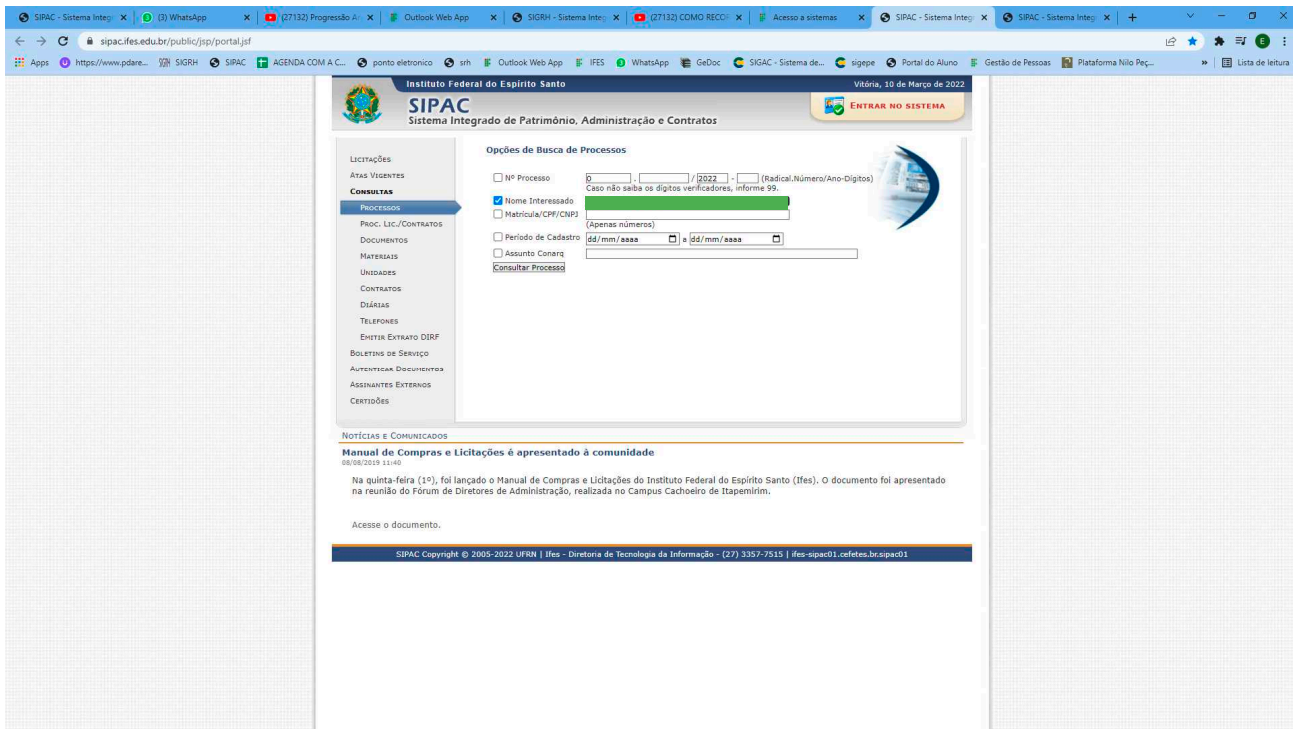 SIPAC - Sistema Integ
(3) WhatsApp
(27132) Progressão A
Outlook Web App
SIGRH - Sistema Integ
(27132) COMO RECO
Acesso a sistemas
SIPAC - Sistema Integ
SIPAC - Sistema Integ
sipac.ifes.edu.br/public/jsp/portal.jsf
Apps https://www.pdare... SIGRH SIPAC AGENDA COM A C... ponto eletronico srh Outlook Web App IFES WhatsApp GeDoc SIGAC - Sistema de... sigepe Portal do Aluno Gestão de Pessoas Plataforma Nilo Peç... » Lista de leitura
Instituto Federal do Espírito Santo
Vitória, 10 de Março de 2022
SIPAC
Sistema Integrado de Patrimônio, Administração e Contratos
Entrar no Sistema
Licitações
Atas Vigentes
Consultas
Processos
Proc. Lic./Contratos
Documentos
Materiais
Unidades
Contratos
Diárias
Telefones
Emitir Extrato DIRF
Boletins de Serviço
Autenticar Documentos
Assinantes Externos
Certidões
Opções de Busca de Processos
Nº Processo 0 . / 2022 - (Radical.Número/Ano-Dígitos)
Caso não saiba os dígitos verificadores, informe 99.
Nome Interessado
Matrícula/CPF/CNPJ
(Apenas números)
Período de Cadastro dd/mm/aaaa a dd/mm/aaaa
Assunto Conarq
Consultar Processo
Notícias e Comunicados
Manual de Compras e Licitações é apresentado à comunidade
08/08/2019 11:40
Na quinta-feira (1º), foi lançado o Manual de Compras e Licitações do Instituto Federal do Espírito Santo (Ifes). O documento foi apresentado
na reunião do Fórum de Diretores de Administração, realizada no Campus Cachoeiro de Itapemirim.
Acesse o documento.
SIPAC Copyright © 2005-2022 UFRN | Ifes - Diretoria de Tecnologia da Informação - (27) 3357-7515 | ifes-sipac01.cefetes.br.sipac01